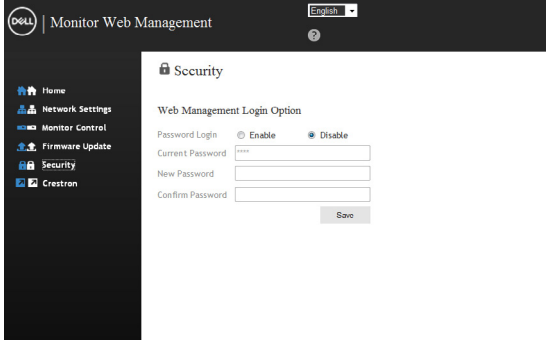 DELL | Monitor Web Management
English
?
Home
Network Settings
Monitor Control
Firmware Update
Security
Crestron
Security
Web Management Login Option
Password Login Enable Disable
Current Password ****
New Password
Confirm Password
Save